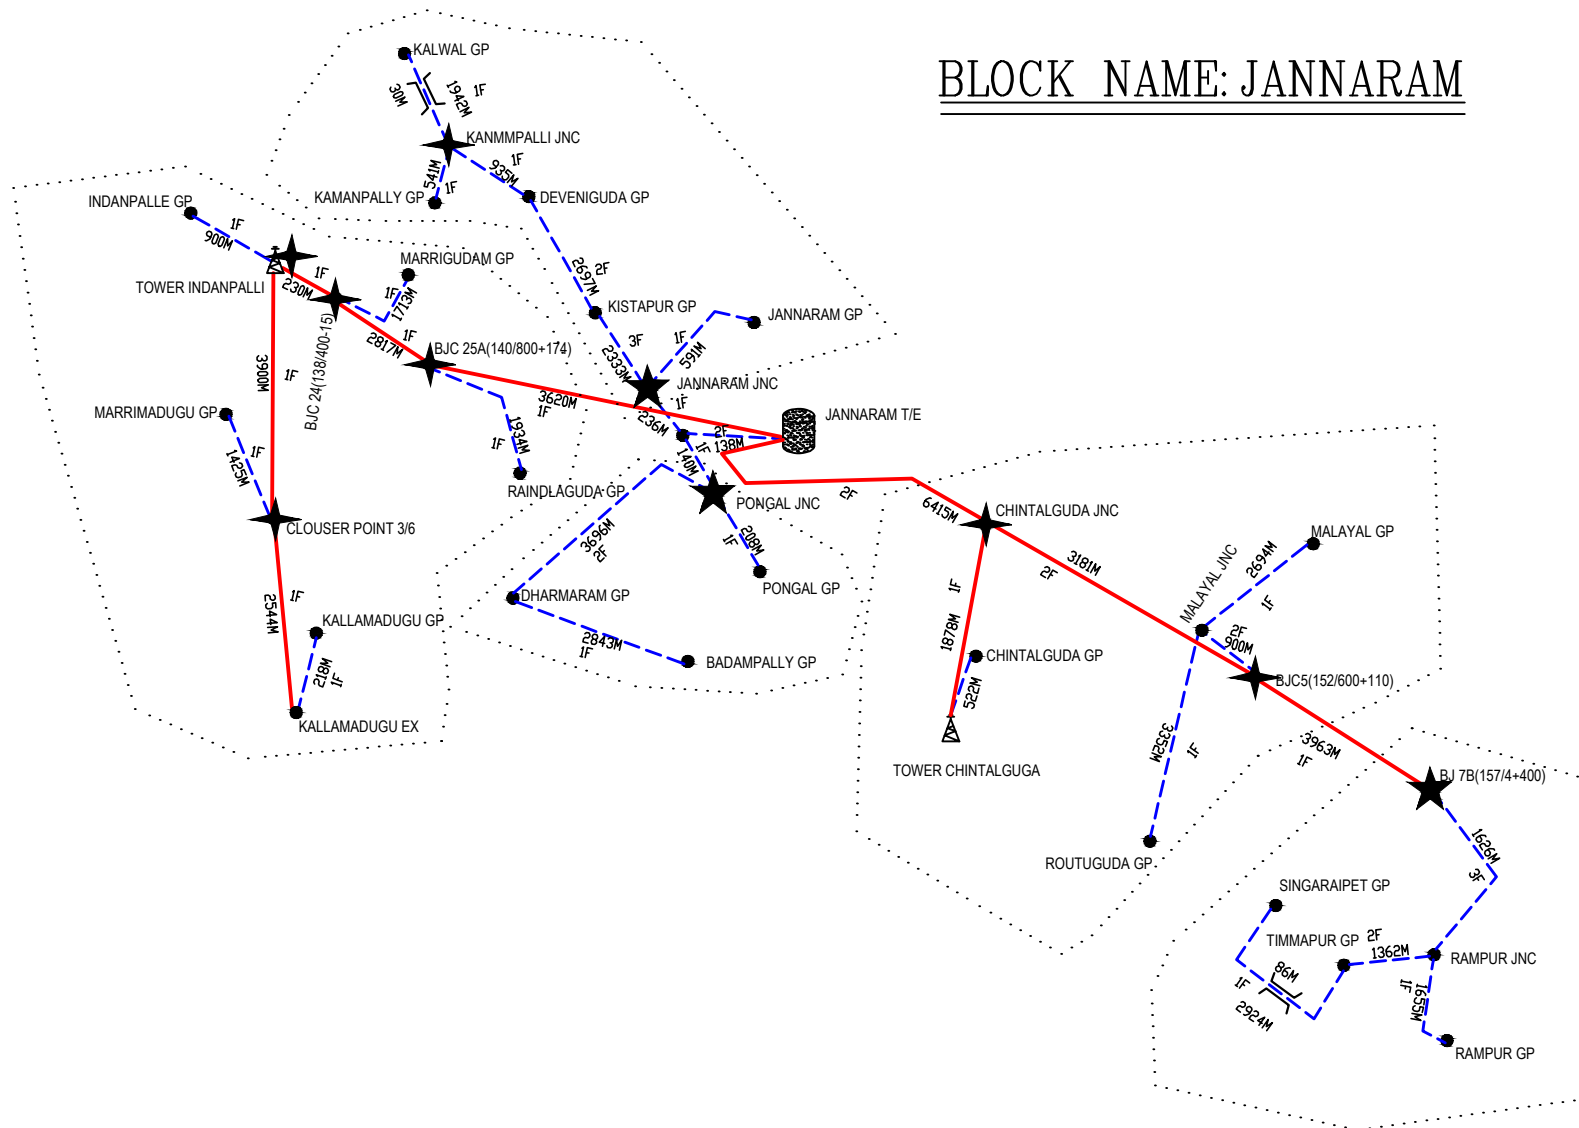 BLOCK NAME: JANNARAM
KALWAL GP
30M
1942M
1F
KANMMPALLI JNC
541M
1F
935M
1F
KAMANPALLY GP
DEVENIGUDA GP
INDANPALLE GP
1F
900M
TOWER INDANPALLI
1F
230M
MARRIGUDAM GP
1F
1713M
2697M
2F
KISTAPUR GP
JANNARAM GP
BJC 24(138/400-15)
2817M
1F
BJC 25A(140/800+174)
3F
2333M
1F
591M
JANNARAM JNC
3900M
1F
3620M
1F
1F
236M
JANNARAM T/E
2F
138M
1F
140M
MARRIMADUGU GP
1F
1425M
1934M
1F
RAINDLAGUDA GP
PONGAL JNC
2F
6415M
CHINTALGUDA JNC
CLOUSER POINT 3/6
3696M
2F
208M
1F
PONGAL GP
3181M
2F
MALAYAL JNC
MALAYAL GP
2694M
1F
2544M
1F
DHARMARAM GP
1F
1878M
KALLAMADUGU GP
2843M
1F
BADAMPALLY GP
CHINTALGUDA GP
522M
2F
900M
BJC5(152/600+110)
218M
1F
KALLAMADUGU EX
TOWER CHINTALGUGA
3352M
1F
3963M
1F
BJ 7B(157/4+400)
ROUTUGUDA GP
1626M
3F
SINGARAIPET GP
TIMMAPUR GP
2F
1362M
RAMPUR JNC
86M
1F
2924M
1F
1655M
RAMPUR GP